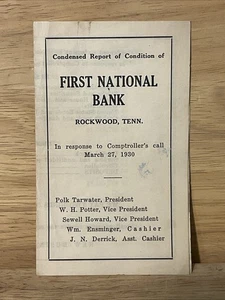 Condensed Report of Condition of
FIRST NATIONAL
BANK
ROCKWOOD, TENN.
In response to Comptroller's call
March 27, 1930
Polk Tarwater, President
W. H. Potter, Vice President
Sewell Howard, Vice President
Wm. Ensminger, Cashier
J. N. Derrick, Asst. Cashier